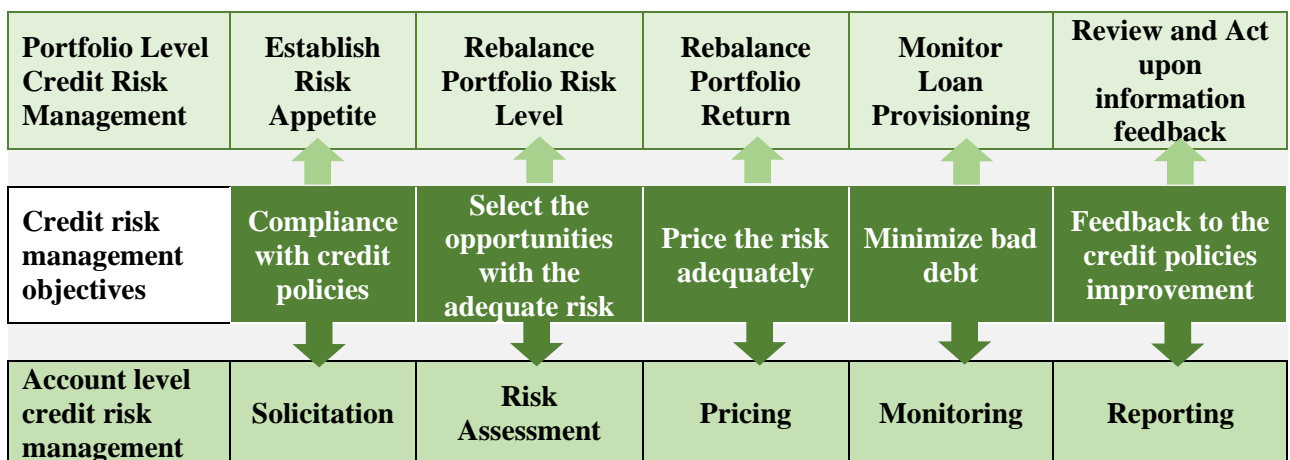 Portfolio Level
Credit Risk
Management
Establish
Risk
Appetite
Rebalance
Portfolio Risk
Level
Rebalance
Portfolio
Return
Monitor
Loan
Provisioning
Review and Act
upon
information
feedback
Credit risk
management
objectives
Compliance
with credit
policies
Select the
opportunities
with the
adequate risk
Price the risk
adequately
Minimize bad
debt
Feedback to the
credit policies
improvement
Account level
credit risk
management
Solicitation
Risk
Assessment
Pricing
Monitoring
Reporting